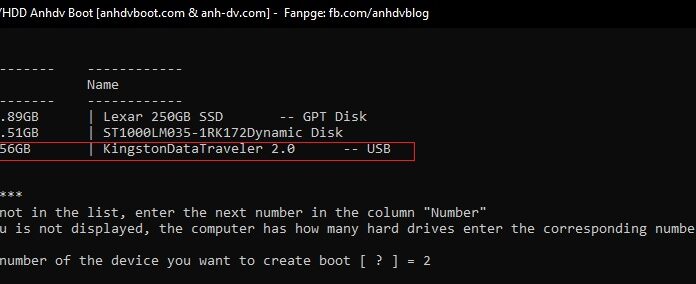 /HDD Anhdv Boot [anhdvboot.com & anh-dv.com] -  Fanpge: fb.com/anhdvblog
-------    ------------
Name
-------    ------------
.89GB    | Lexar 250GB SSD    -- GPT Disk
.51GB    | ST1000LM035-1RK172Dynamic Disk
56GB    | KingstonDataTraveler 2.0    -- USB
***
not in the list, enter the next number in the column "Number"
u is not displayed, the computer has how many hard drives enter the corresponding numbe
number of the device you want to create boot [ ? ] = 2